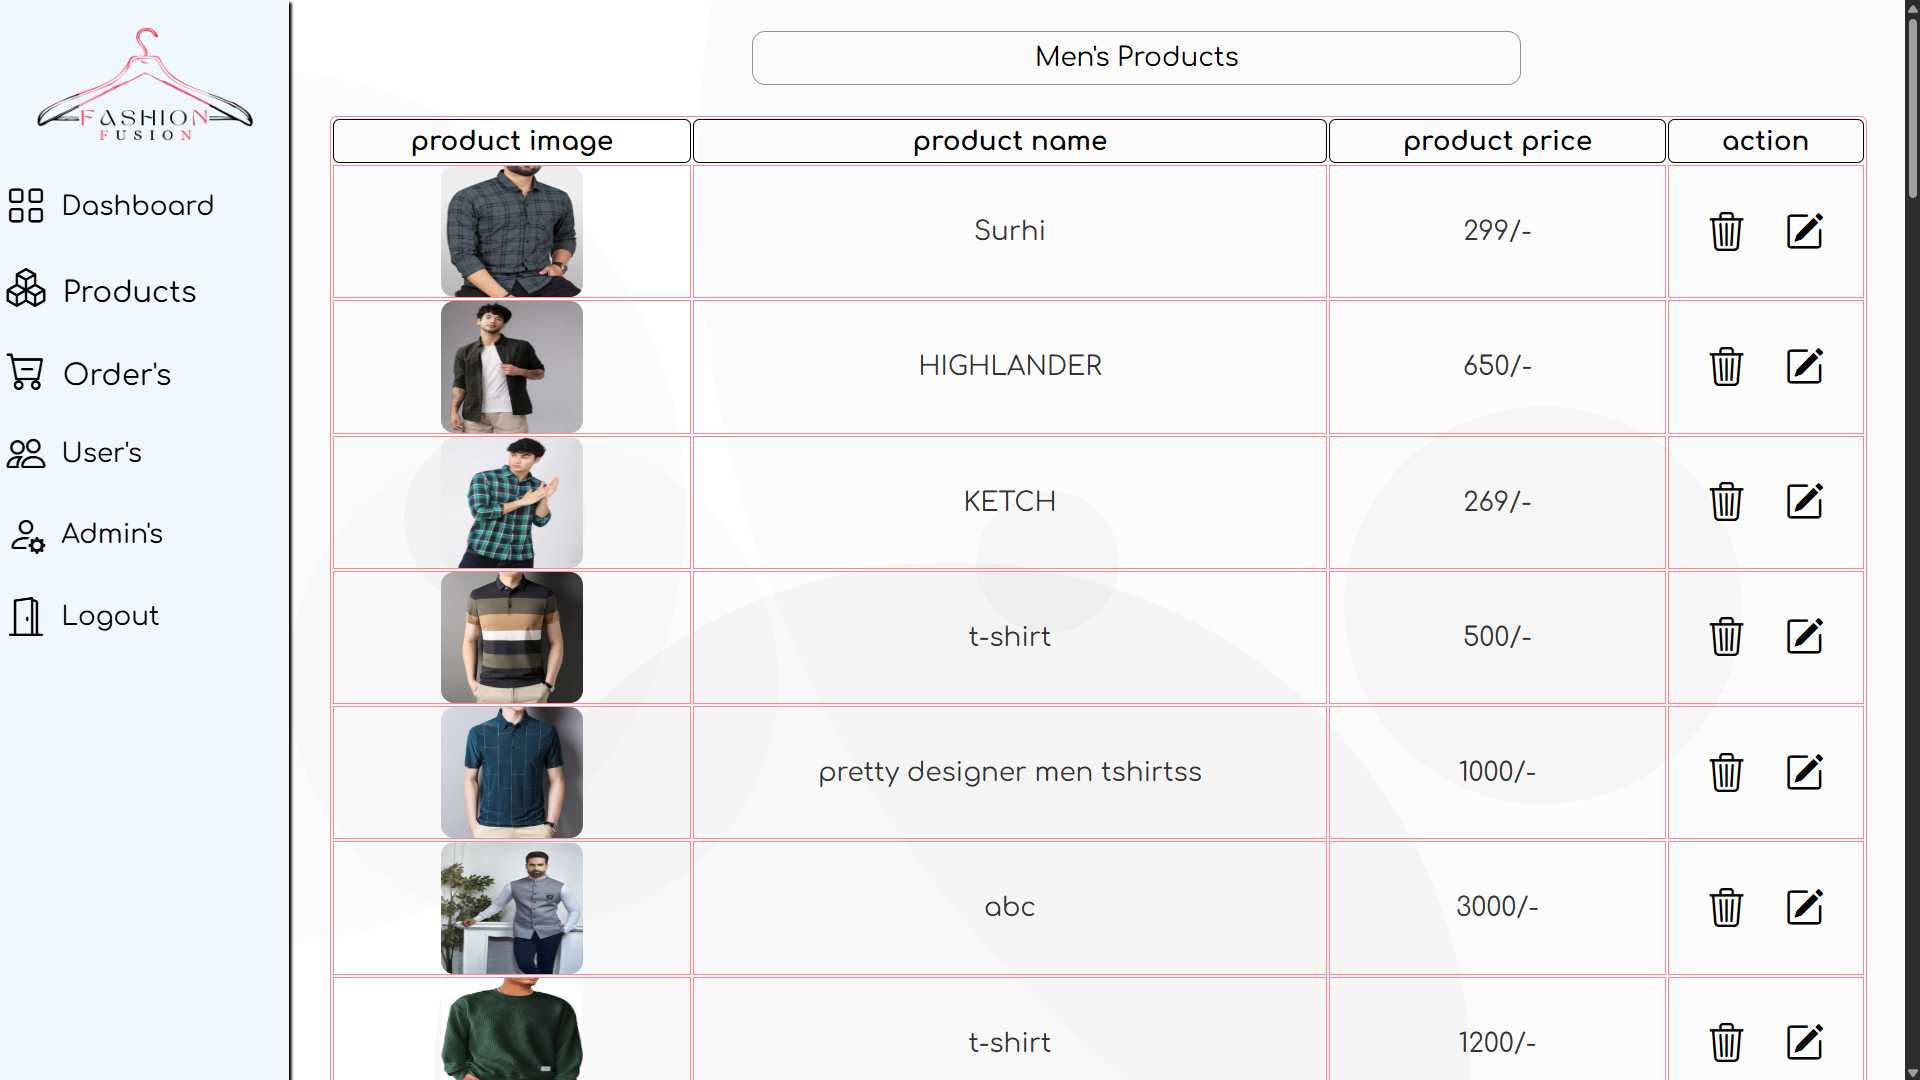 FASHION
FUSION
Dashboard
Products
Order's
User's
Admin's
Logout
Men's Products
product image product name product price action
Surhi 299/-
HIGHLANDER 650/-
KETCH 269/-
t-shirt 500/-
pretty designer men tshirtss 1000/-
abc 3000/-
t-shirt 1200/-